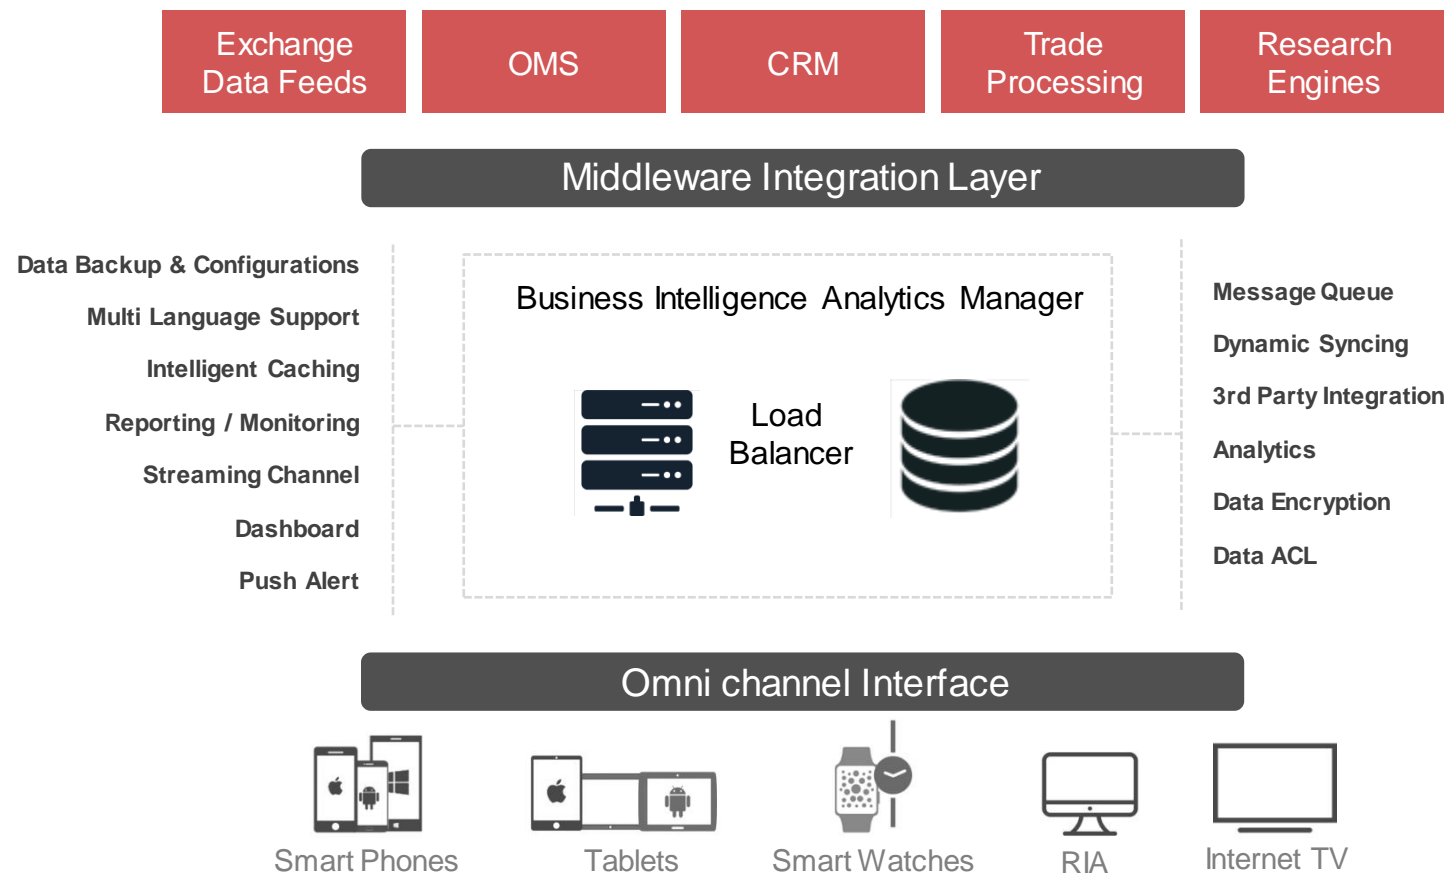 Exchange
Data Feeds
OMS
CRM
Trade
Processing
Research
Engines
Middleware Integration Layer
Data Backup & Configurations
Multi Language Support
Intelligent Caching
Reporting / Monitoring
Streaming Channel
Dashboard
Push Alert
Business Intelligence Analytics Manager
Load
Balancer
Message Queue
Dynamic Syncing
3rd Party Integration
Analytics
Data Encryption
Data ACL
Omni channel Interface
Smart Phones
Tablets
Smart Watches
RIA
Internet TV